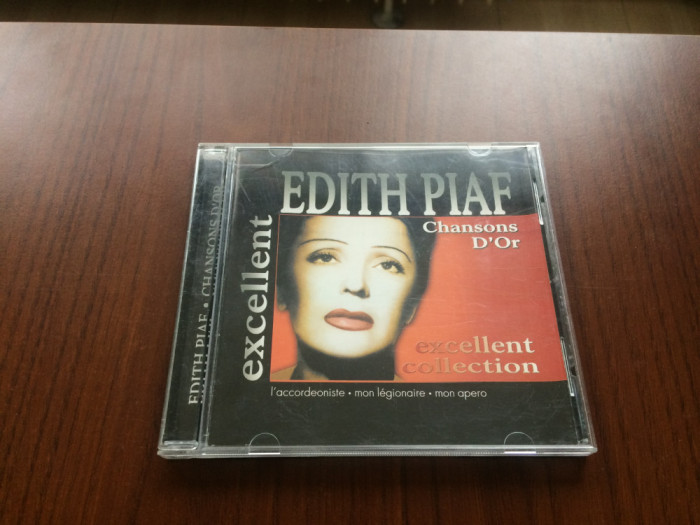 EDITH PIAF • CHANSONS D'OR
excellent
EDITH PIAF
Chansons
D'Or
excellent
collection
l'accordeoniste • mon légionaire • mon apero